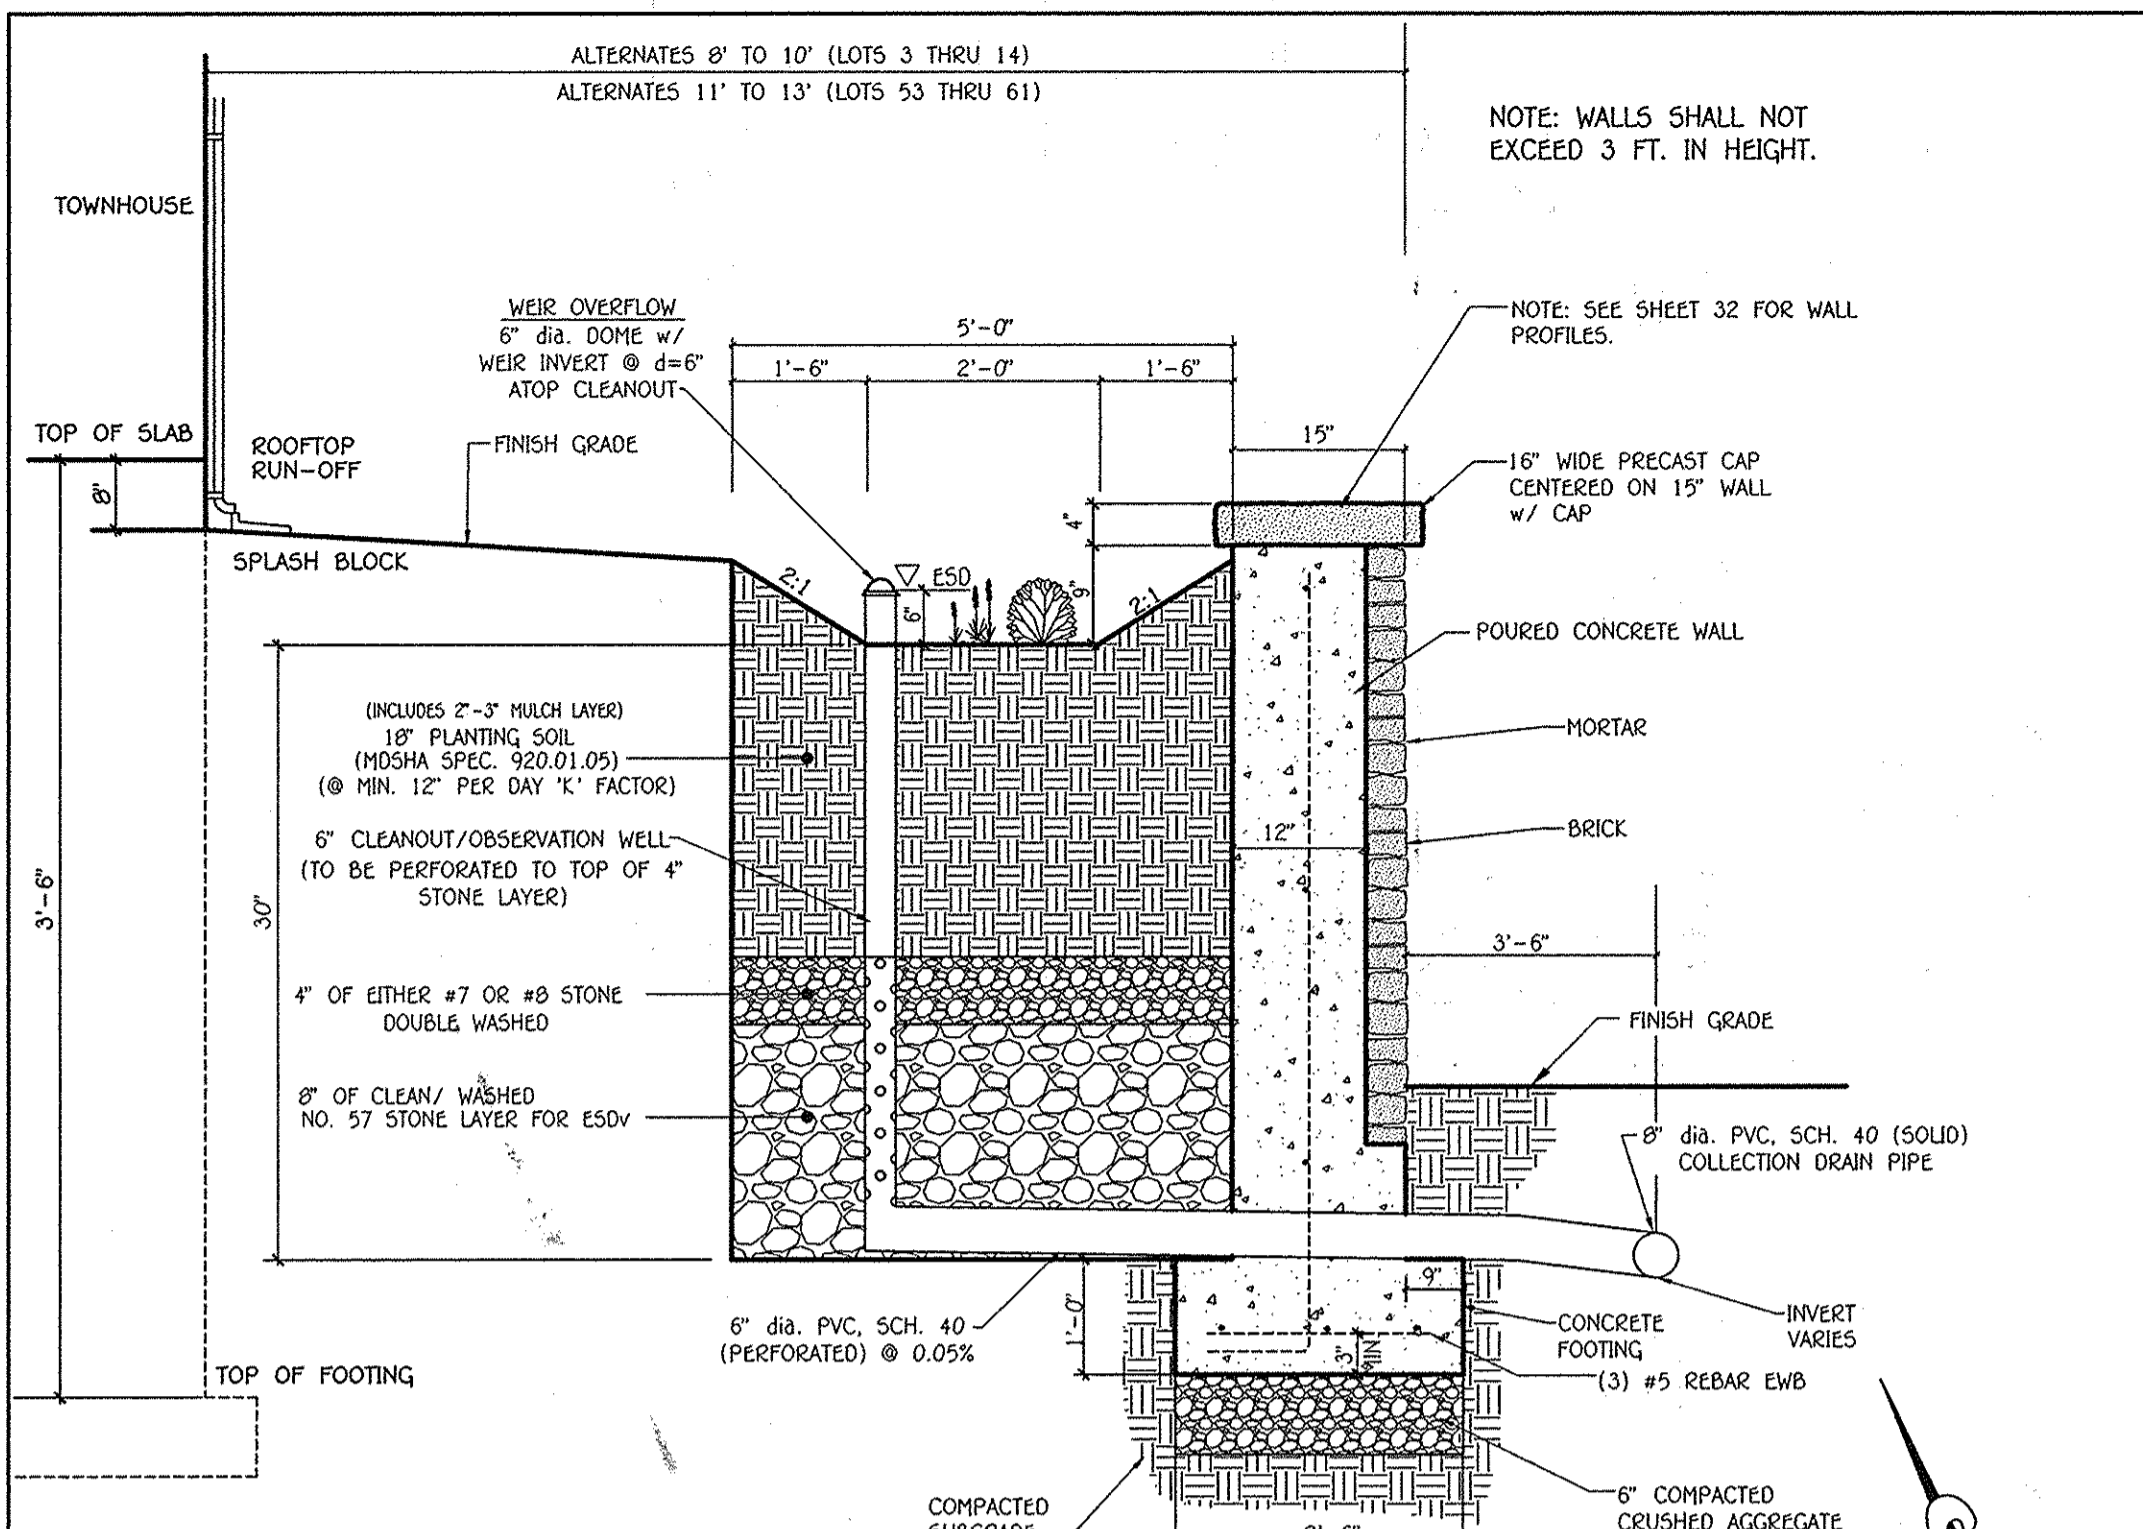 ALTERNATES 8' TO 10' (LOTS 3 THRU 14)
ALTERNATES 11' TO 13' (LOTS 53 THRU 61)
NOTE: WALLS SHALL NOT
EXCEED 3 FT. IN HEIGHT.
TOWNHOUSE
WEIR OVERFLOW
6" dia. DOME w/
WEIR INVERT @ d=6"
ATOP CLEANOUT
5'-0"
1'-6"
2'-0"
1'-6"
NOTE: SEE SHEET 32 FOR WALL
PROFILES.
TOP OF SLAB
8"
ROOFTOP
RUN-OFF
FINISH GRADE
15"
16" WIDE PRECAST CAP
CENTERED ON 15" WALL
w/ CAP
4"
SPLASH BLOCK
2:1
ESD
6"
9"
2:1
POURED CONCRETE WALL
(INCLUDES 2"-3" MULCH LAYER)
18" PLANTING SOIL
(MDSHA SPEC. 920.01.05)
(@ MIN. 12" PER DAY 'K' FACTOR)
MORTAR
6" CLEANOUT/OBSERVATION WELL
(TO BE PERFORATED TO TOP OF 4"
STONE LAYER)
12"
BRICK
3'-6"
30"
3'-6"
4" OF EITHER #7 OR #8 STONE
DOUBLE WASHED
FINISH GRADE
8" OF CLEAN/ WASHED
NO. 57 STONE LAYER FOR ESDv
8" dia. PVC, SCH. 40 (SOLID)
COLLECTION DRAIN PIPE
6" dia. PVC, SCH. 40
(PERFORATED) @ 0.05%
1'-0"
9"
3"
MIN
CONCRETE
FOOTING
INVERT
VARIES
(3) #5 REBAR EWB
TOP OF FOOTING
COMPACTED
SUBGRADE
6" COMPACTED
CRUSHED AGGREGATE